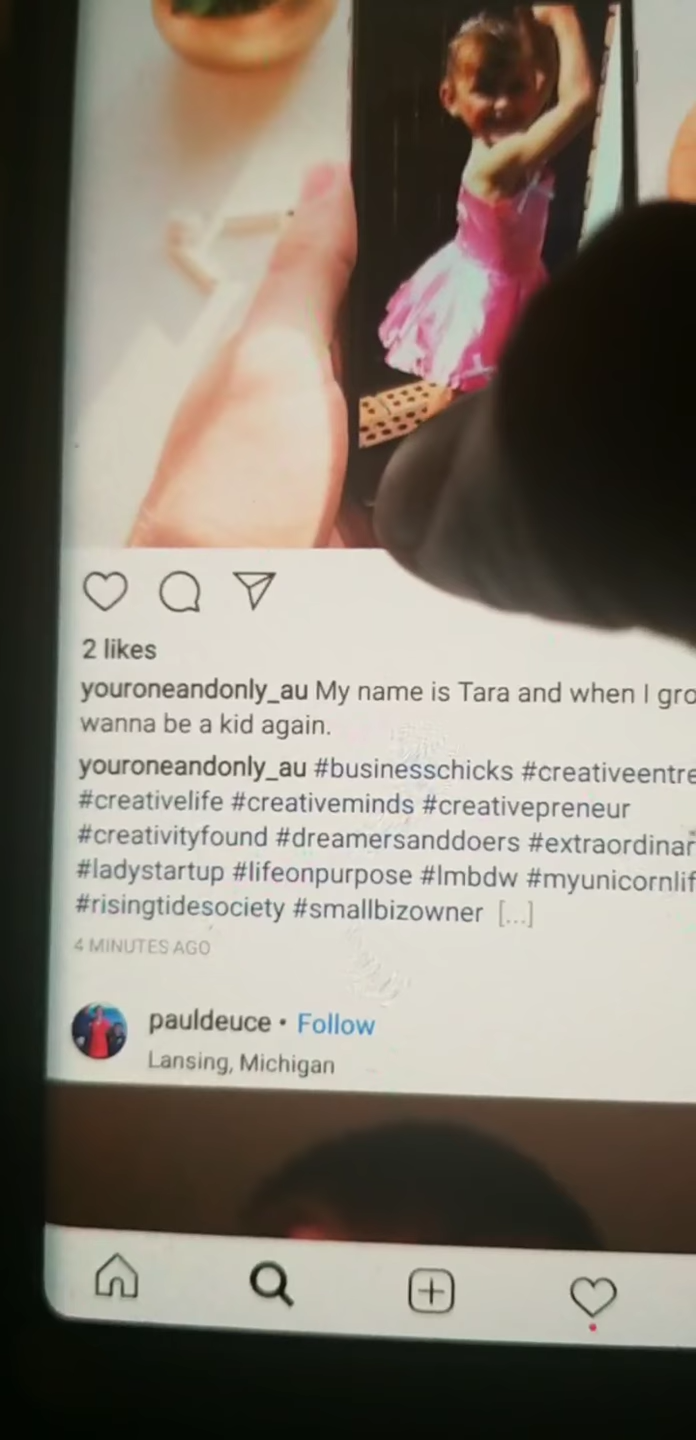 2 likes
youroneandonly_au My name is Tara and when I gro
wanna be a kid again.
youroneandonly_au #businesschicks #creativeentre
#creativelife #creativeminds #creativepreneur
#creativityfound #dreamersanddoers #extraordinar
#ladystartup #lifeonpurpose #lmbdw #myunicornlif
#risingtidesociety #smallbizowner [...]
4 MINUTES AGO
pauldeuce • Follow
Lansing, Michigan